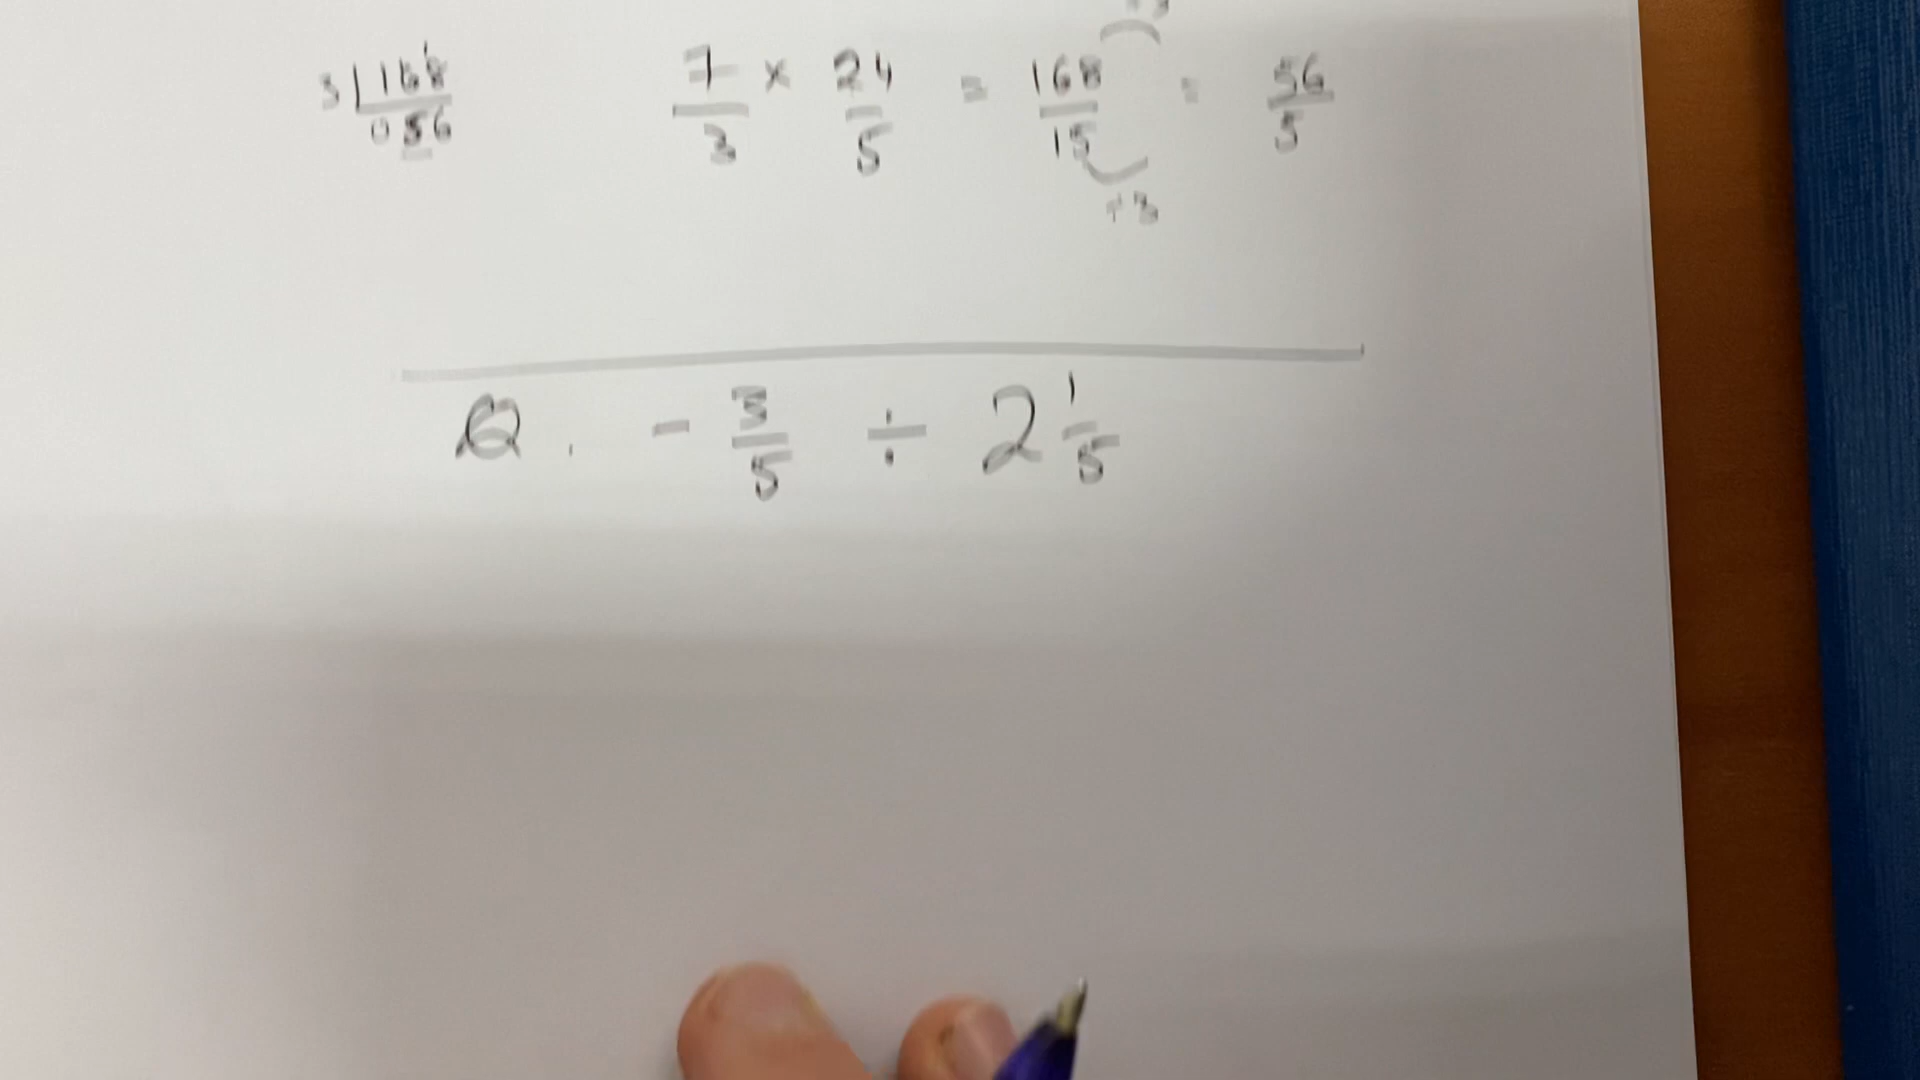 3 168 / 056
7/3 × 24/5 = 168/15 = 56/5
÷3
Q. - 3/5 ÷ 2 1/5